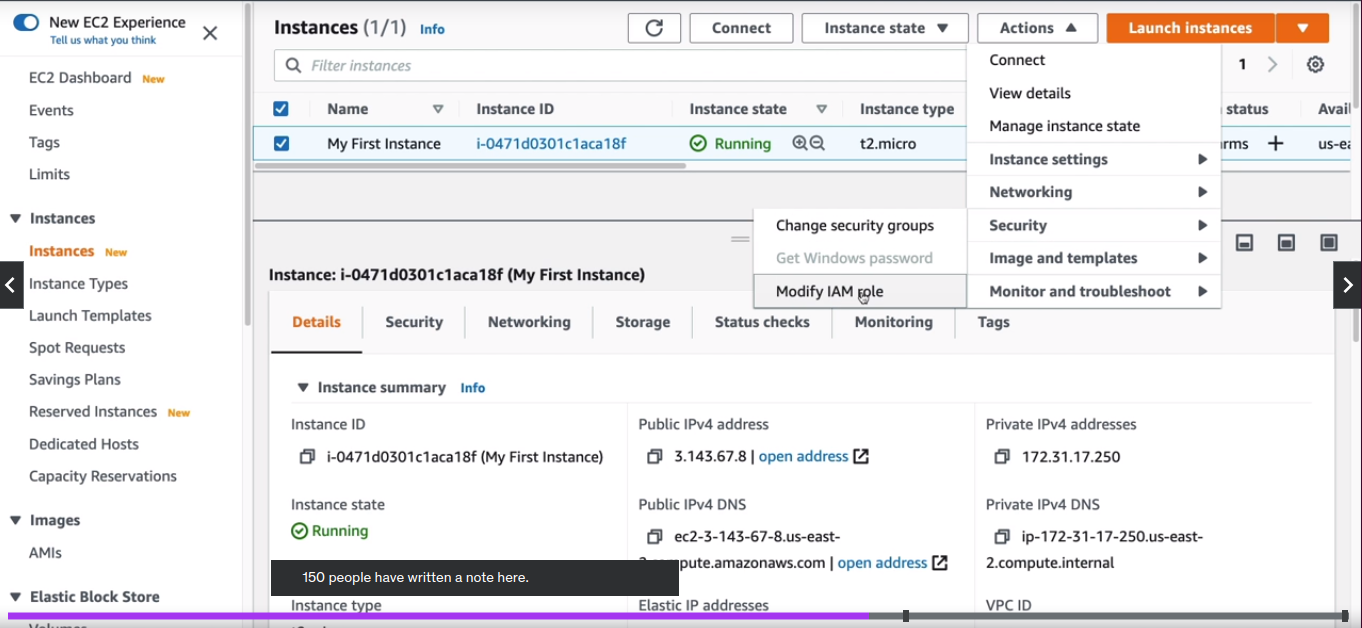 New EC2 Experience
Tell us what you think
EC2 Dashboard New
Events
Tags
Limits
Instances
Instances New
Instance Types
Launch Templates
Spot Requests
Savings Plans
Reserved Instances New
Dedicated Hosts
Capacity Reservations
Images
AMIs
Elastic Block Store
Instances (1/1) Info
Connect
Instance state
Actions
Launch instances
Filter instances
1
Name
Instance ID
Instance state
Instance type
status
Avai
My First Instance
i-0471d0301c1aca18f
Running
t2.micro
rms
us-ea
Connect
View details
Manage instance state
Instance settings
Networking
Security
Image and templates
Monitor and troubleshoot
Change security groups
Get Windows password
Modify IAM role
Instance: i-0471d0301c1aca18f (My First Instance)
Details
Security
Networking
Storage
Status checks
Monitoring
Tags
Instance summary Info
Instance ID
i-0471d0301c1aca18f (My First Instance)
Public IPv4 address
3.143.67.8 | open address
Private IPv4 addresses
172.31.17.250
Instance state
Running
Public IPv4 DNS
ec2-3-143-67-8.us-east-
pute.amazonaws.com | open address
Private IPv4 DNS
ip-172-31-17-250.us-east-
2.compute.internal
150 people have written a note here.
Instance type
Elastic IP addresses
VPC ID